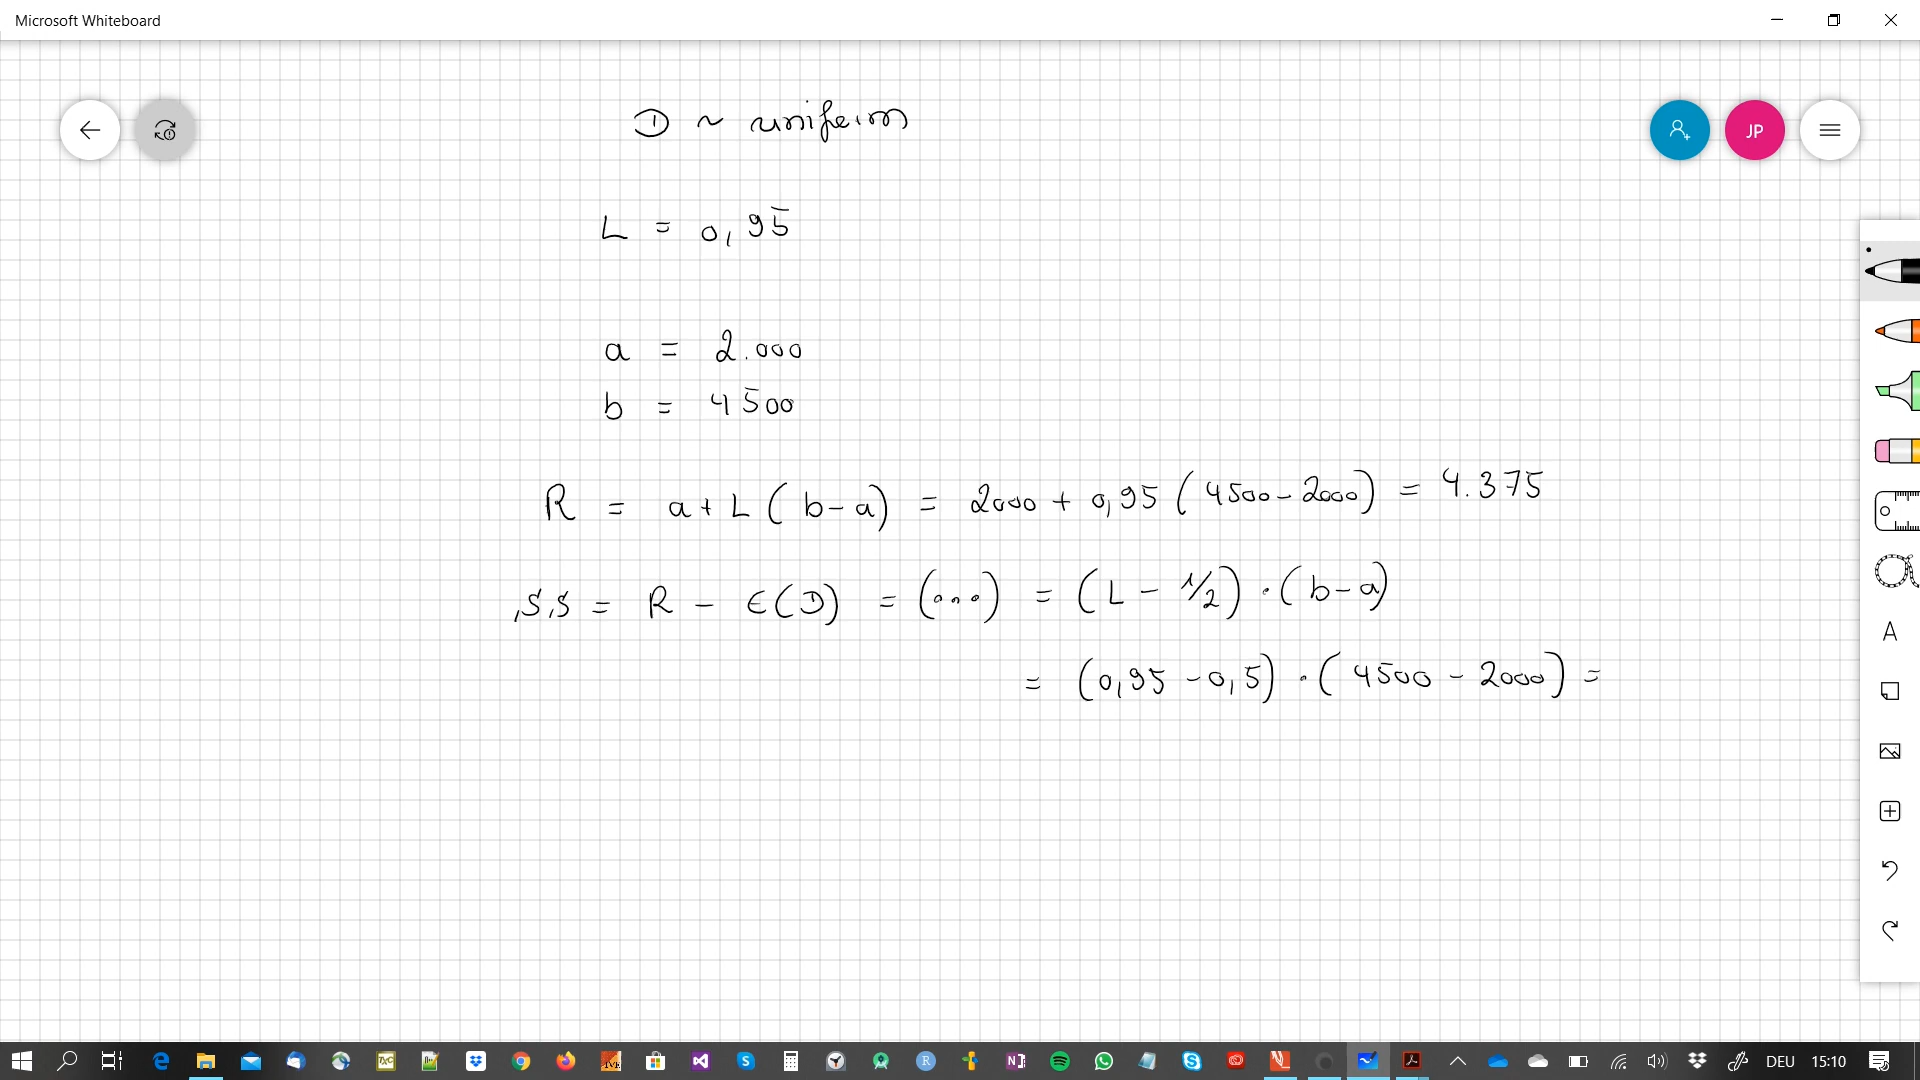 Microsoft Whiteboard
D ~ uniform
JP
L = 0,95
a = 2.000
b = 4500
R = a + L (b-a) = 2000 + 0,95 (4500-2000) = 4.375
SS = R - E(D) = (...) = (L - 1/2) · (b-a)
= (0,95 - 0,5) · (4500 - 2000) =
DEU 15:10